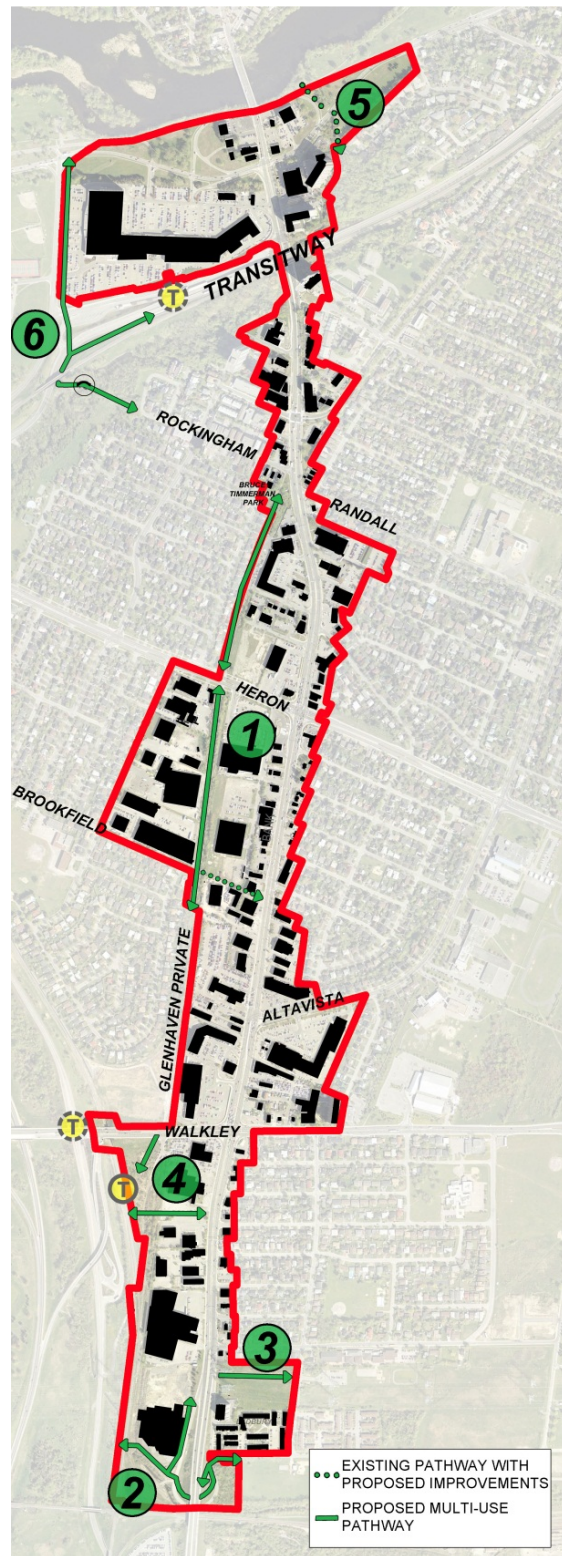 5
TRANSITWAY
T
6
ROCKINGHAM
BRUCE
TIMMERMAN
PARK
RANDALL
HERON
1
BROOKFIELD
GLENHAVEN PRIVATE
ALTAVISTA
T
WALKLEY
T
4
3
2
EXISTING PATHWAY WITH
PROPOSED IMPROVEMENTS
PROPOSED MULTI-USE
PATHWAY